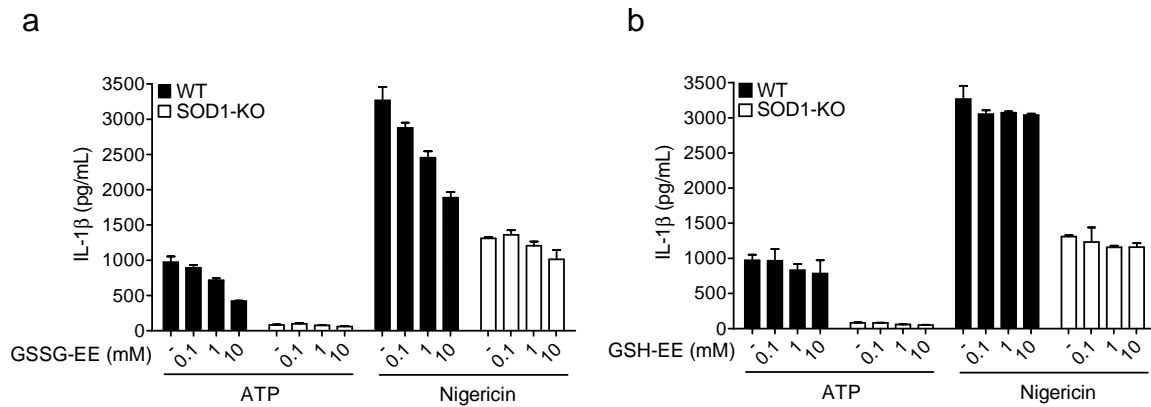 a
WT
SOD1-KO
IL-1β (pg/mL)
3500
3000
2500
2000
1500
1000
500
0
GSSG-EE (mM)
- 0.1 1 10 - 0.1 1 10 - 0.1 1 10 - 0.1 1 10
ATP Nigericin
b
WT
SOD1-KO
IL-1β (pg/mL)
3500
3000
2500
2000
1500
1000
500
0
GSH-EE (mM)
- 0.1 1 10 - 0.1 1 10 - 0.1 1 10 - 0.1 1 10
ATP Nigericin